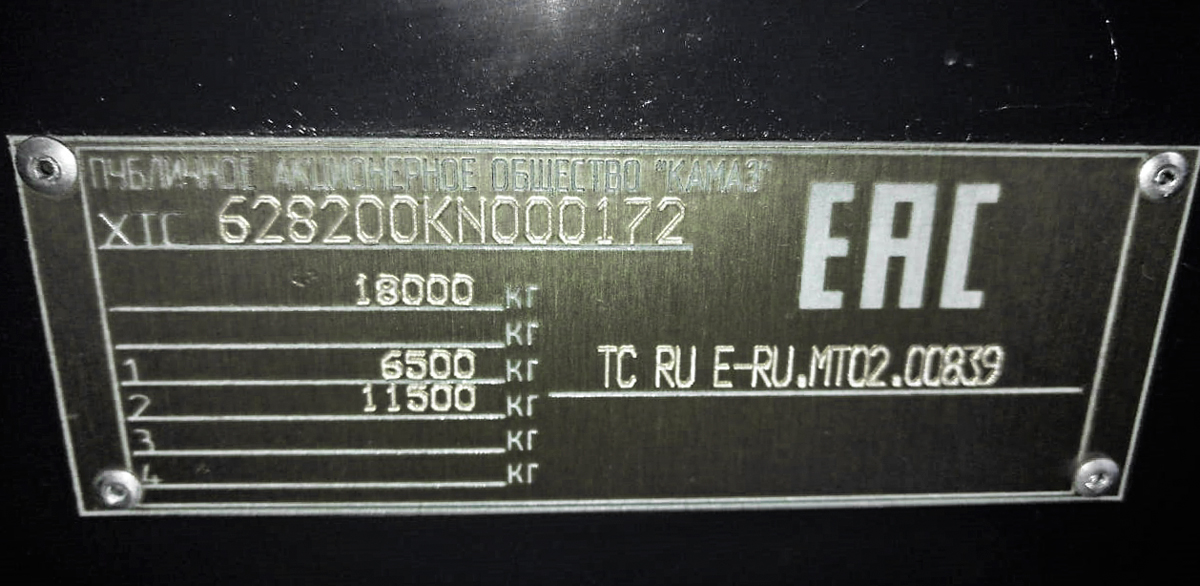 ПУБЛИЧНОЕ АКЦИОНЕРНОЕ ОБЩЕСТВО "КАМАЗ"
XTC 628200KN000172
EAC
18000 кг
кг
1 6500 кг
TC RU E-RU.MT02.00839
2 11500 кг
3 кг
4 кг